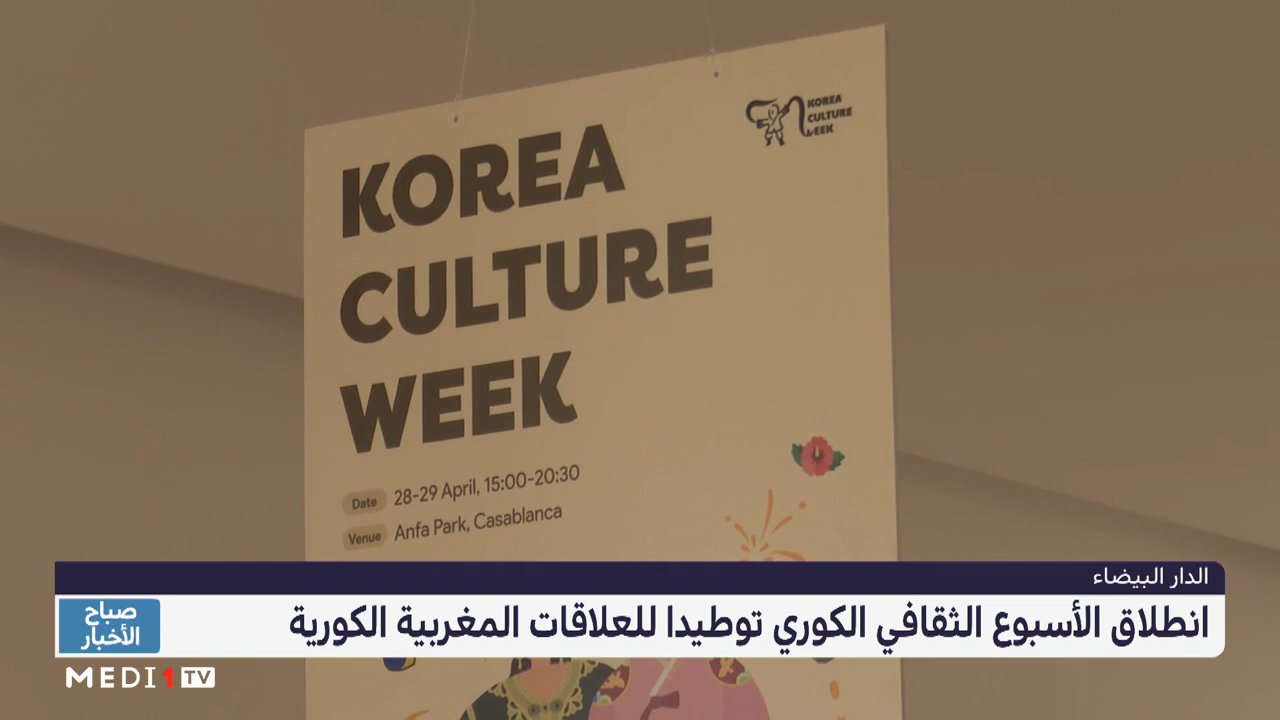 KOREA
CULTURE
WEEK
KOREA
CULTURE
WEEK
Date 28-29 April, 15:00-20:30
Venue Anfa Park, Casablanca
الدار البيضاء
انطلاق الأسبوع الثقافي الكوري توطيدا للعلاقات المغربية الكورية
صباح
الأخبار
MEDI1TV